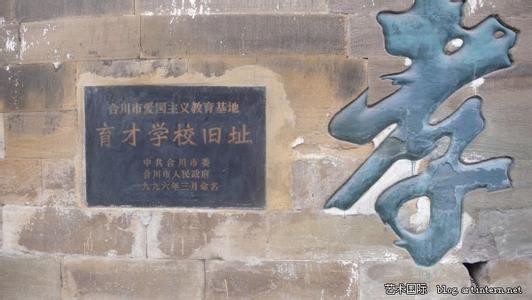 合川市爱国主义教育基地
育才学校旧址
中共合川市委
合川市人民政府
一九九六年三月命名
孝
艺术国际 blog.artintern.net